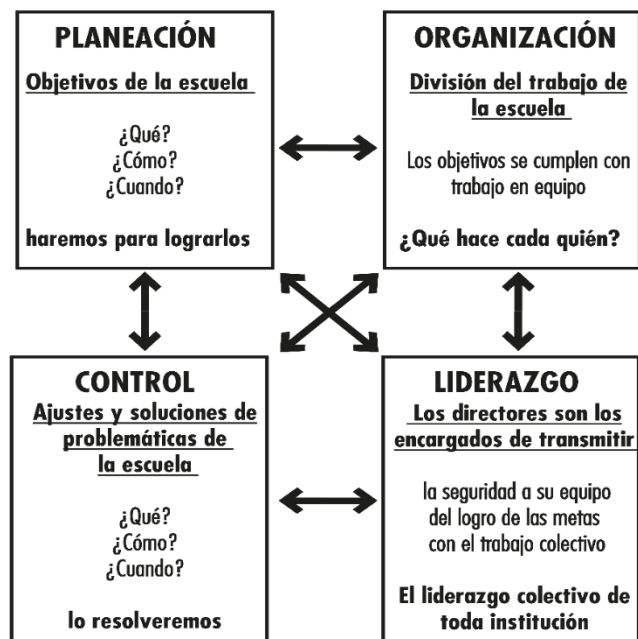 PLANEACIÓN
Objetivos de la escuela
¿Qué?
¿Cómo?
¿Cuando?
haremos para lograrlos
ORGANIZACIÓN
División del trabajo de
la escuela
Los objetivos se cumplen con
trabajo en equipo
¿Qué hace cada quién?
CONTROL
Ajustes y soluciones de
problemáticas de
la escuela
¿Qué?
¿Cómo?
¿Cuando?
lo resolveremos
LIDERAZGO
Los directores son los
encargados de transmitir
la seguridad a su equipo
del logro de las metas
con el trabajo colectivo
El liderazgo colectivo de
toda institución